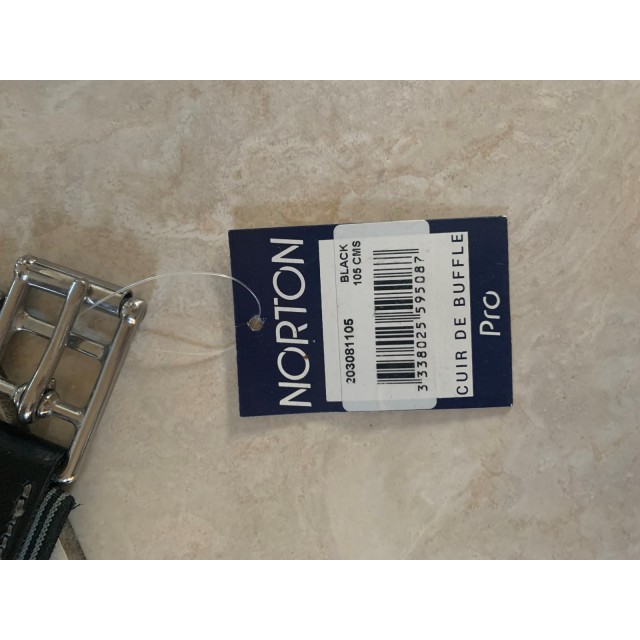 NORTON
BLACK
105 CMS
203081105
3 338025 595087
CUIR DE BUFFLE
Pro